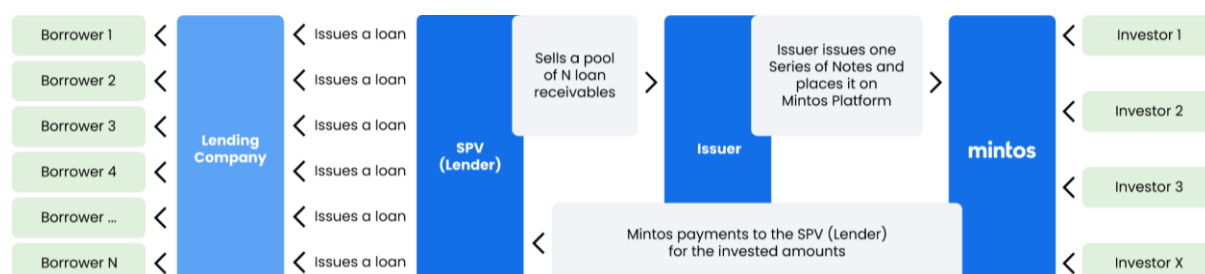 Borrower 1
Borrower 2
Borrower 3
Borrower 4
Borrower ...
Borrower N
Lending
Company
Issues a loan
Issues a loan
Issues a loan
Issues a loan
Issues a loan
Issues a loan
SPV
(Lender)
Sells a pool
of N loan
receivables
Issuer
Issuer issues one
Series of Notes and
places it on
Mintos Platform
Mintos payments to the SPV (Lender)
for the invested amounts
mintos
Investor 1
Investor 2
Investor 3
Investor X